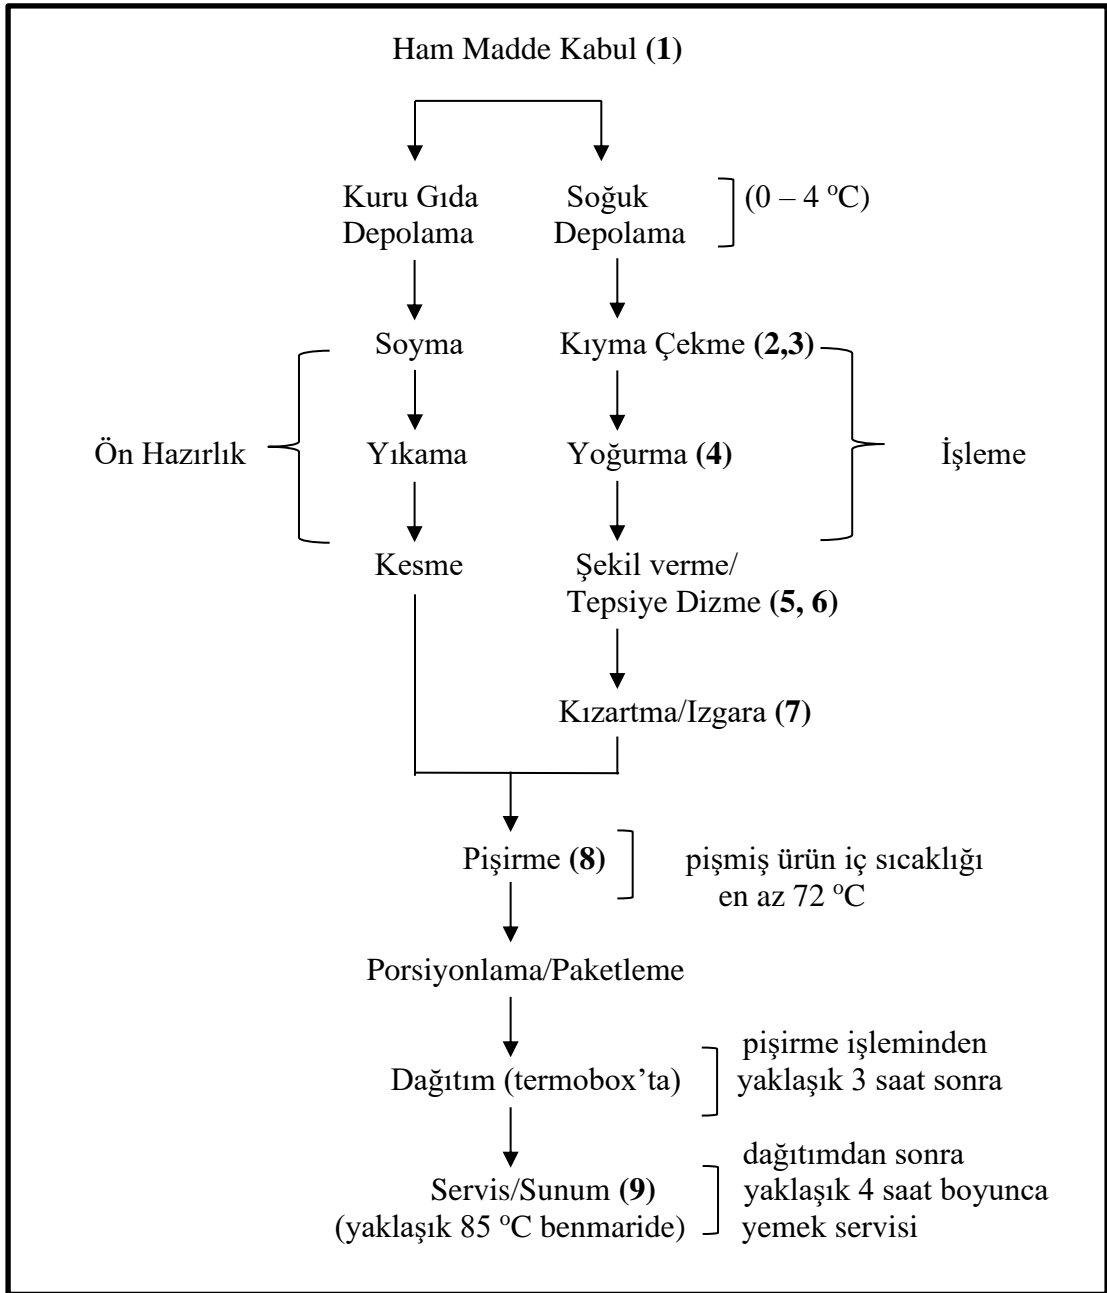 Ham Madde Kabul (1)
Kuru Gıda
Depolama
Soğuk
Depolama
(0 – 4 °C)
Soyma
Kıyma Çekme (2,3)
Ön Hazırlık
Yıkama
Yoğurma (4)
İşleme
Kesme
Şekil verme/
Tepsiye Dizme (5, 6)
Kızartma/Izgara (7)
Pişirme (8)
pişmiş ürün iç sıcaklığı
en az 72 °C
Porsiyonlama/Paketleme
Dağıtım (termobox’ta)
pişirme işleminden
yaklaşık 3 saat sonra
Servis/Sunum (9)
(yaklaşık 85 °C benmaride)
dağıtımdan sonra
yaklaşık 4 saat boyunca
yemek servisi